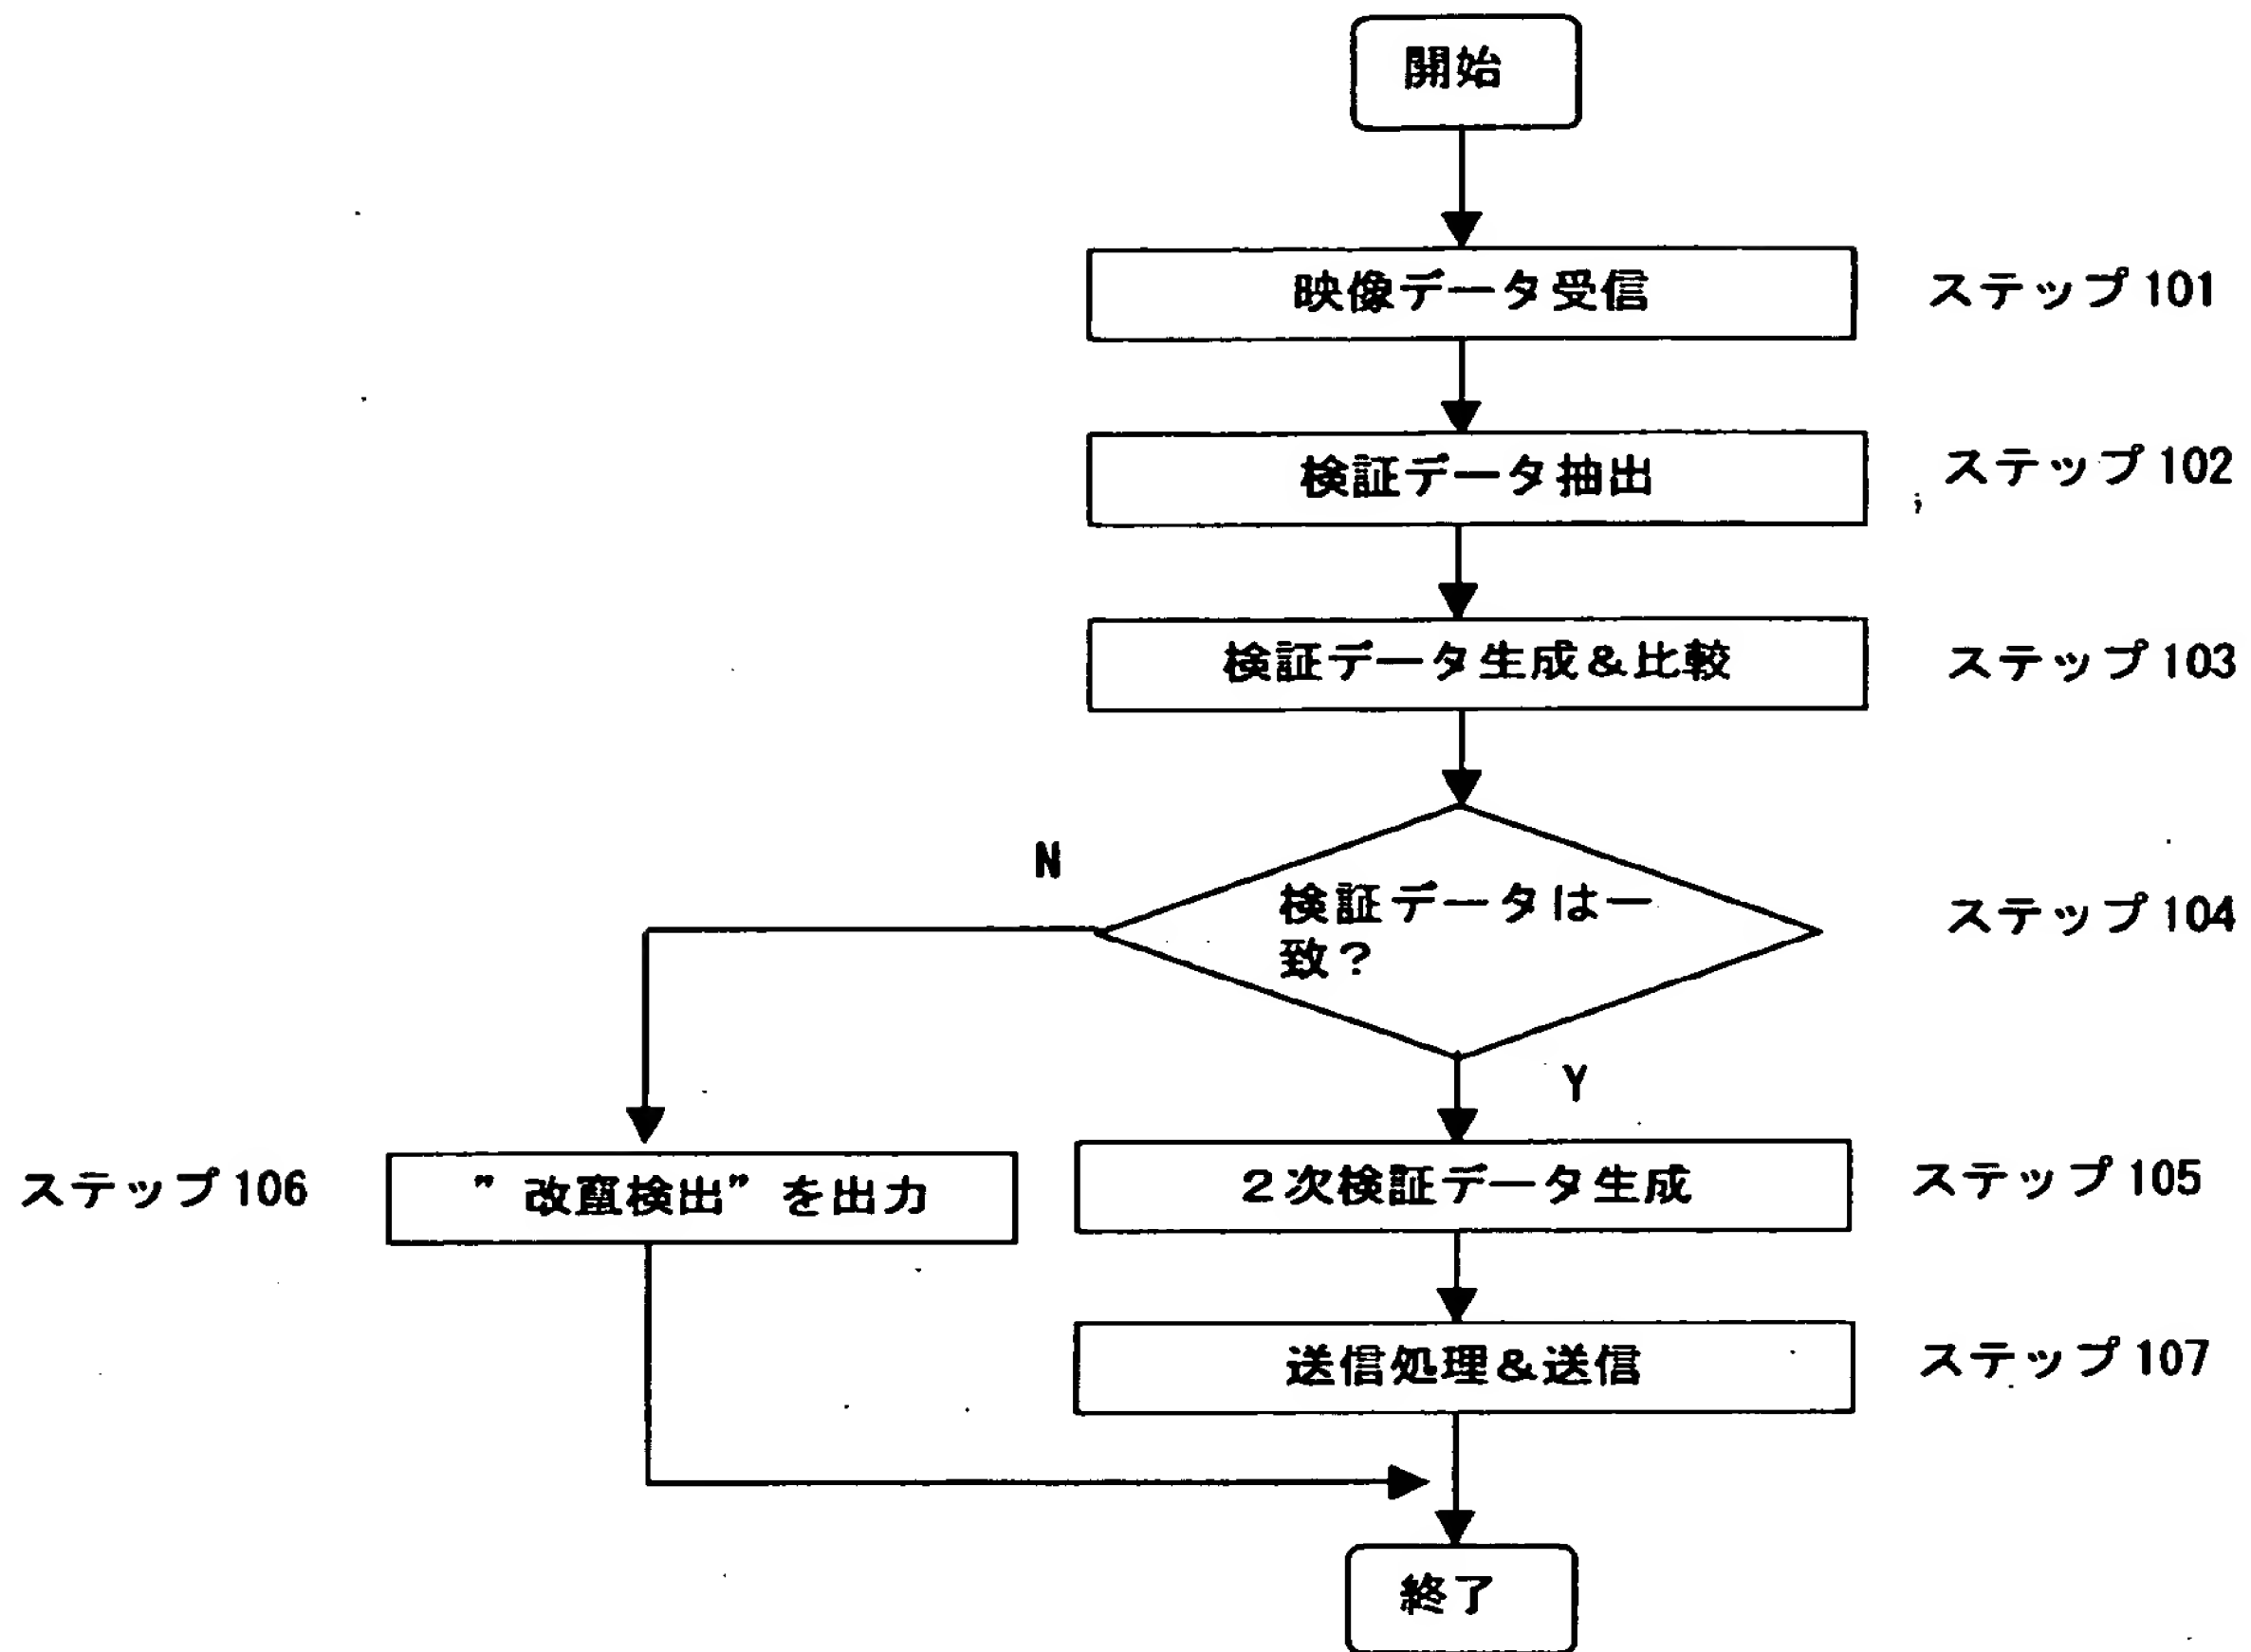 開始
映像データ受信
ステップ101
検証データ抽出
ステップ102
検証データ生成&比較
ステップ103
N
検証データは一
致?
ステップ104
Y
ステップ106
”改竄検出”を出力
2次検証データ生成
ステップ105
送信処理&送信
ステップ107
終了